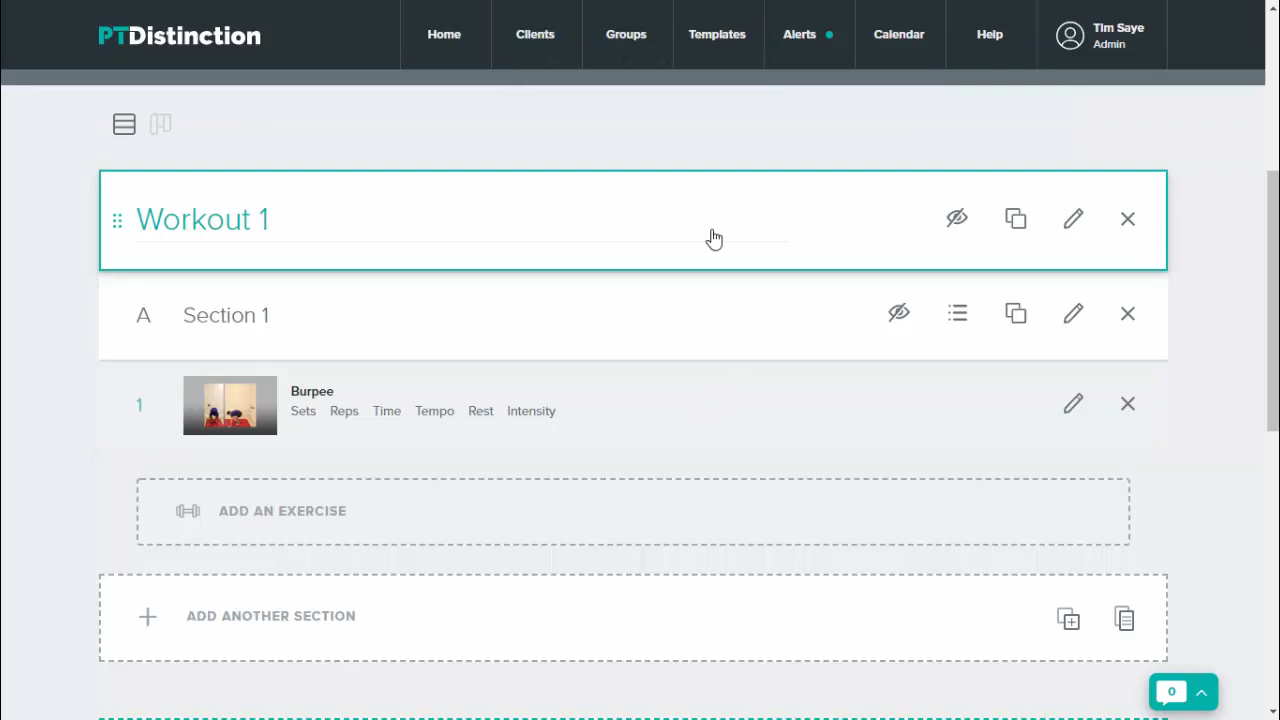 PTDistinction
Home
Clients
Groups
Templates
Alerts
Calendar
Help
Tim Saye
Admin
Workout 1
A
Section 1
1
Burpee
Sets Reps Time Tempo Rest Intensity
ADD AN EXERCISE
ADD ANOTHER SECTION
0